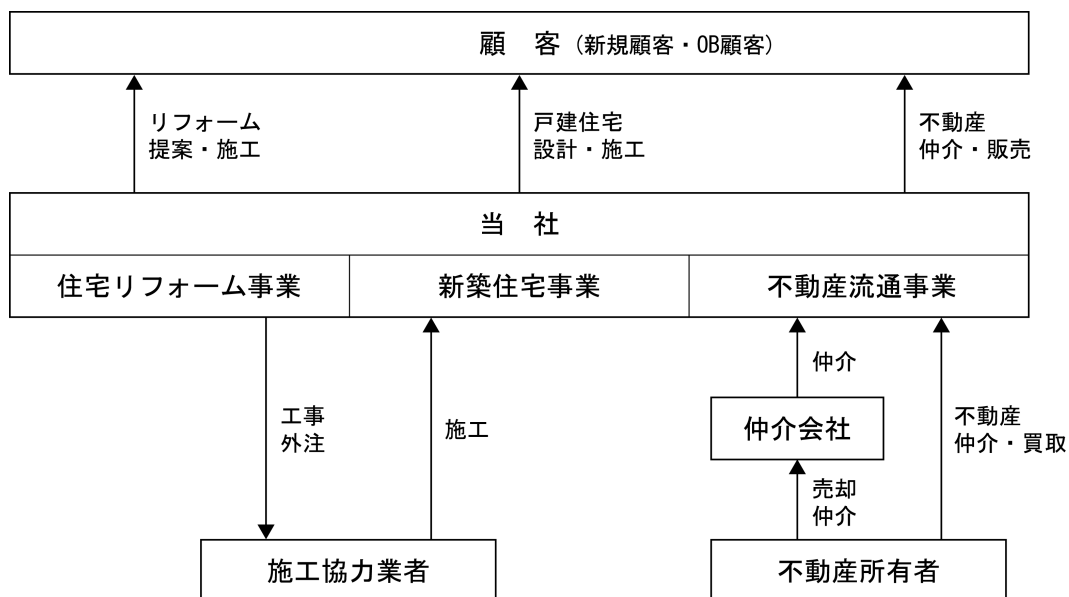 顧 客 (新規顧客・OB顧客)
リフォーム
提案・施工
戸建住宅
設計・施工
不動産
仲介・販売
当 社
住宅リフォーム事業
新築住宅事業
不動産流通事業
工事
外注
施工
仲介
仲介会社
不動産
仲介・買取
売却
仲介
施工協力業者
不動産所有者